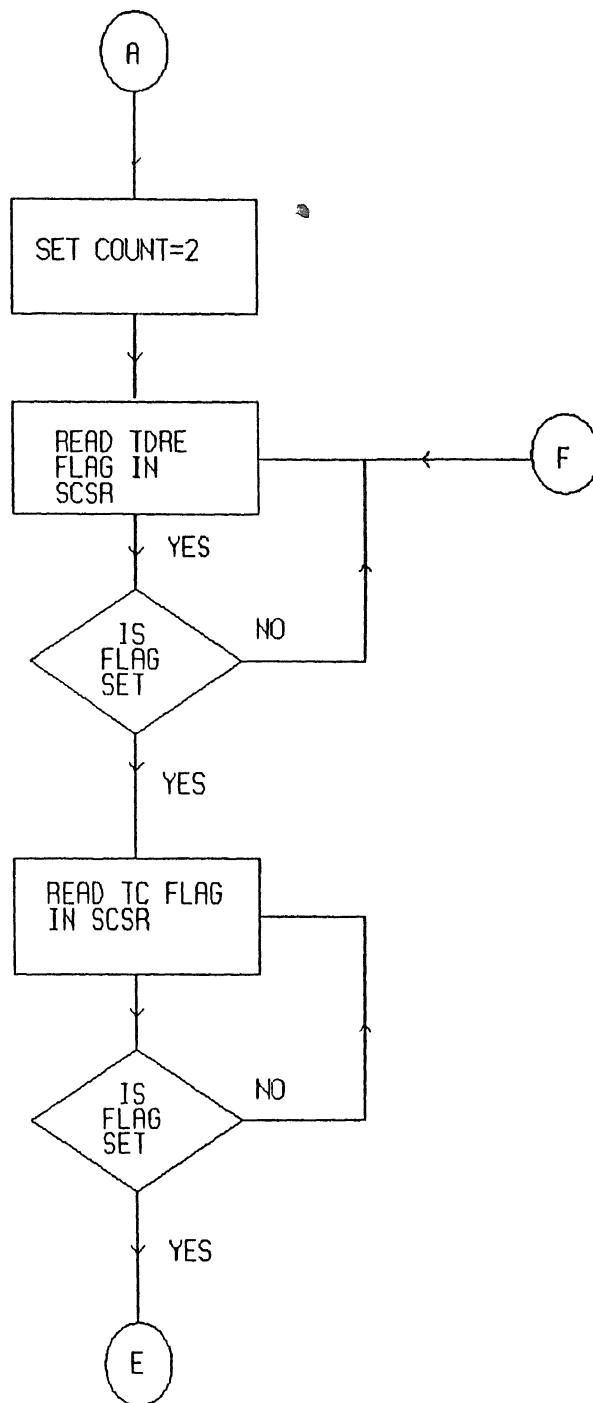 A
SET COUNT=2
READ TDRE
FLAG IN
SCSR
F
YES
IS
FLAG
SET
NO
YES
READ TC FLAG
IN SCSR
IS
FLAG
SET
NO
YES
E